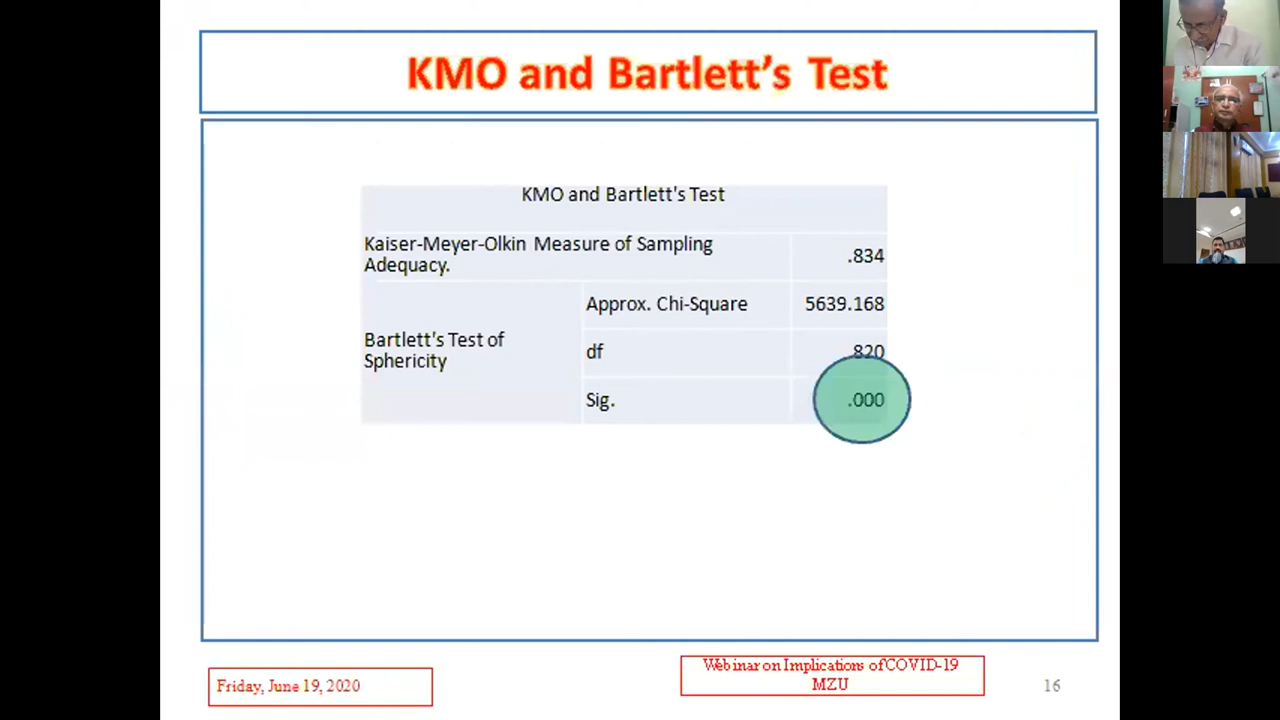 KMO and Bartlett’s Test
KMO and Bartlett's Test
Kaiser-Meyer-Olkin Measure of Sampling
Adequacy.
.834
Bartlett's Test of
Sphericity
Approx. Chi-Square
5639.168
df
820
Sig.
.000
Friday, June 19, 2020
Webinar on Implications of COVID-19
MZU
16